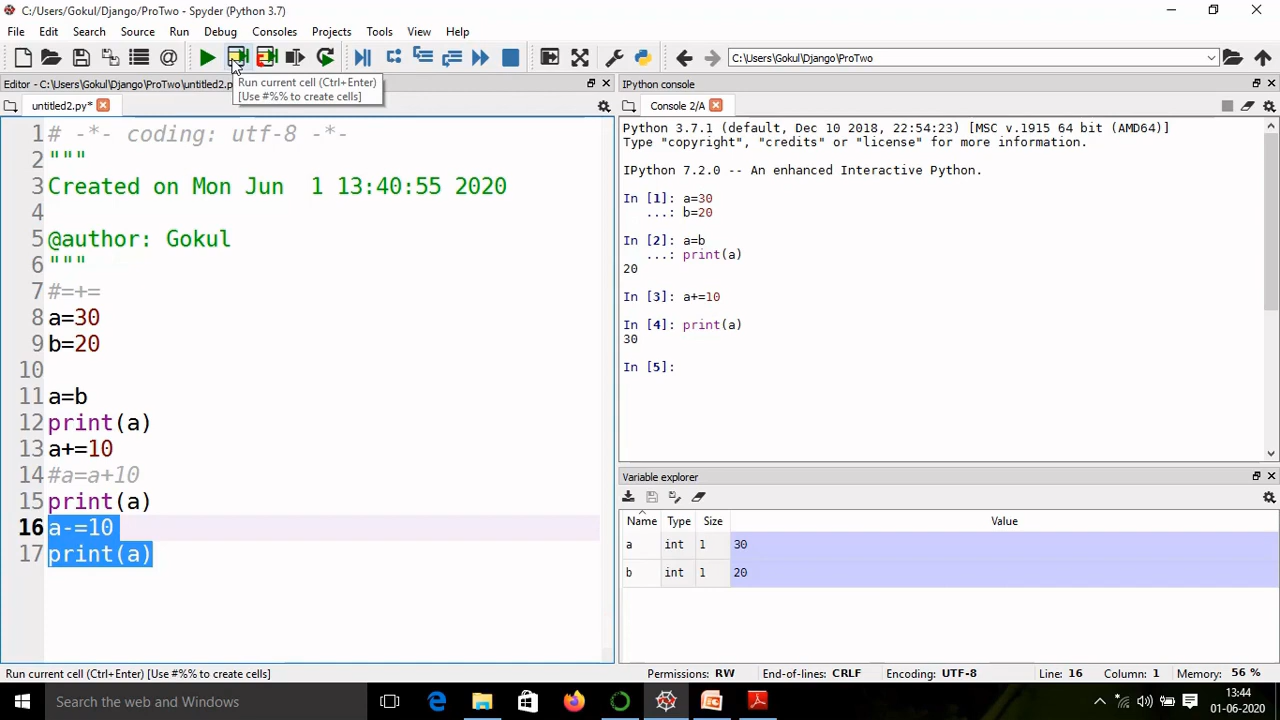 C:/Users/Gokul/Django/ProTwo - Spyder (Python 3.7)
File Edit Search Source Run Debug Consoles Projects Tools View Help
C:\Users\Gokul\Django\ProTwo
Run current cell (Ctrl+Enter)
[Use #%% to create cells]
Editor - C:\Users\Gokul\Django\ProTwo\untitled2.p
untitled2.py*
1 # -*- coding: utf-8 -*-
2 """
3 Created on Mon Jun  1 13:40:55 2020
4
5 @author: Gokul
6 """
7 #=+=
8 a=30
9 b=20
10
11 a=b
12 print(a)
13 a+=10
14 #a=a+10
15 print(a)
16 a-=10
17 print(a)
IPython console
Console 2/A
Python 3.7.1 (default, Dec 10 2018, 22:54:23) [MSC v.1915 64 bit (AMD64)]
Type "copyright", "credits" or "license" for more information.
IPython 7.2.0 -- An enhanced Interactive Python.
In [1]: a=30
...: b=20
In [2]: a=b
...: print(a)
20
In [3]: a+=10
In [4]: print(a)
30
In [5]:
Variable explorer
Name Type Size Value
a int 1 30
b int 1 20
Run current cell (Ctrl+Enter) [Use #%% to create cells]
Permissions: RW End-of-lines: CRLF Encoding: UTF-8 Line: 16 Column: 1 Memory: 56 %
Search the web and Windows
13:44
01-06-2020